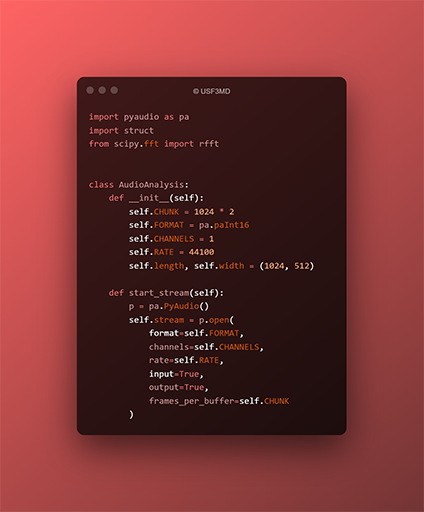 © USF3MD
import pyaudio as pa
import struct
from scipy.fft import rfft
class AudioAnalysis:
    def __init__(self):
        self.CHUNK = 1024 * 2
        self.FORMAT = pa.paInt16
        self.CHANNELS = 1
        self.RATE = 44100
        self.length, self.width = (1024, 512)
    def start_stream(self):
        p = pa.PyAudio()
        self.stream = p.open(
            format=self.FORMAT,
            channels=self.CHANNELS,
            rate=self.RATE,
            input=True,
            output=True,
            frames_per_buffer=self.CHUNK
        )